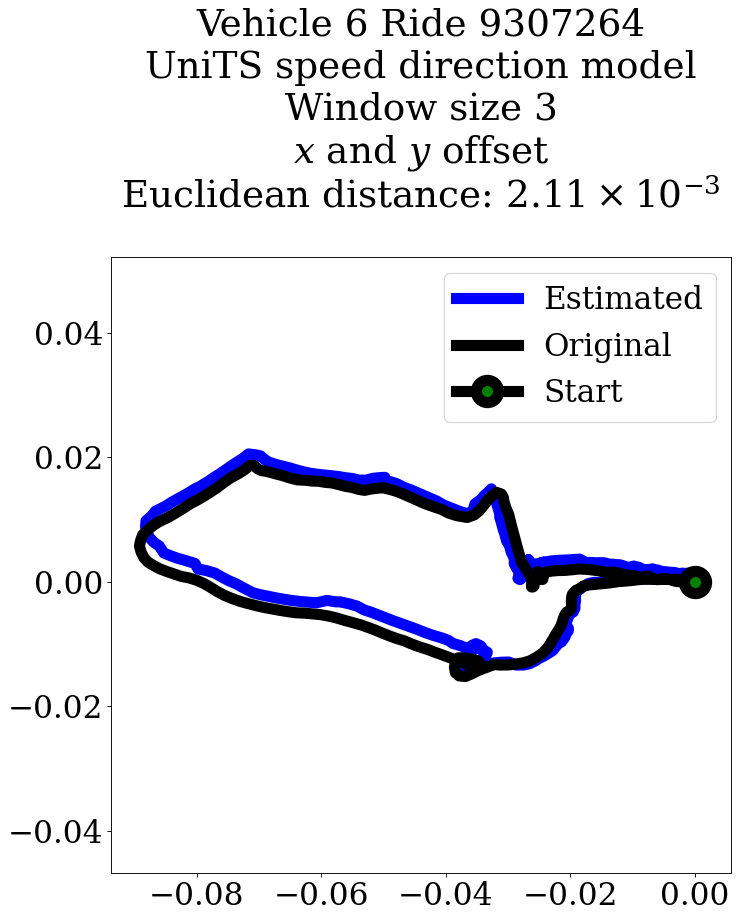 Vehicle 6 Ride 9307264
UniTS speed direction model
Window size 3
x and y offset
Euclidean distance: 2.11 × 10⁻³
Estimated
Original
Start
0.04
0.02
0.00
−0.02
−0.04
−0.08
−0.06
−0.04
−0.02
0.00